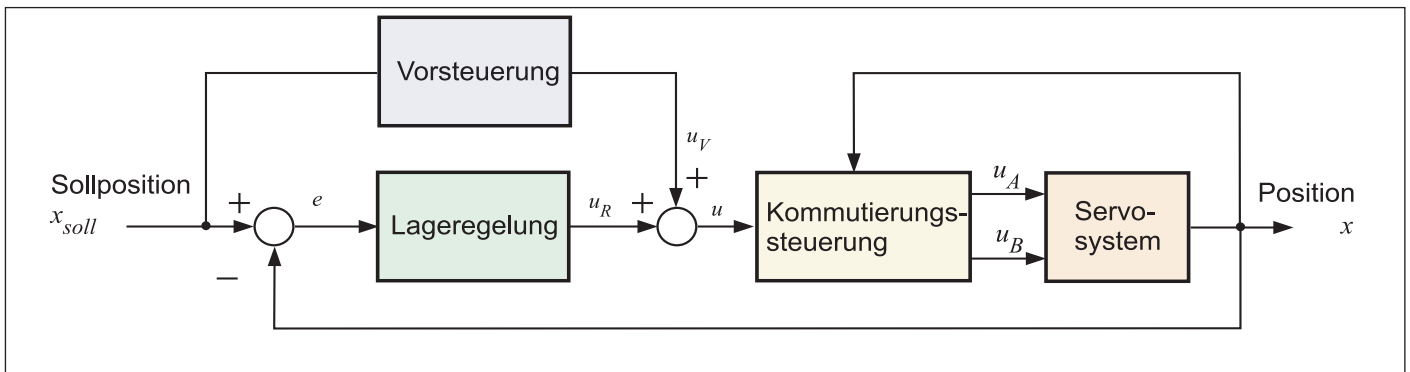 Vorsteuerung
u_V
+
Sollposition
x_soll
+
−
e
Lageregelung
u_R
+
u
Kommutierungs-
steuerung
u_A
u_B
Servo-
system
Position
x